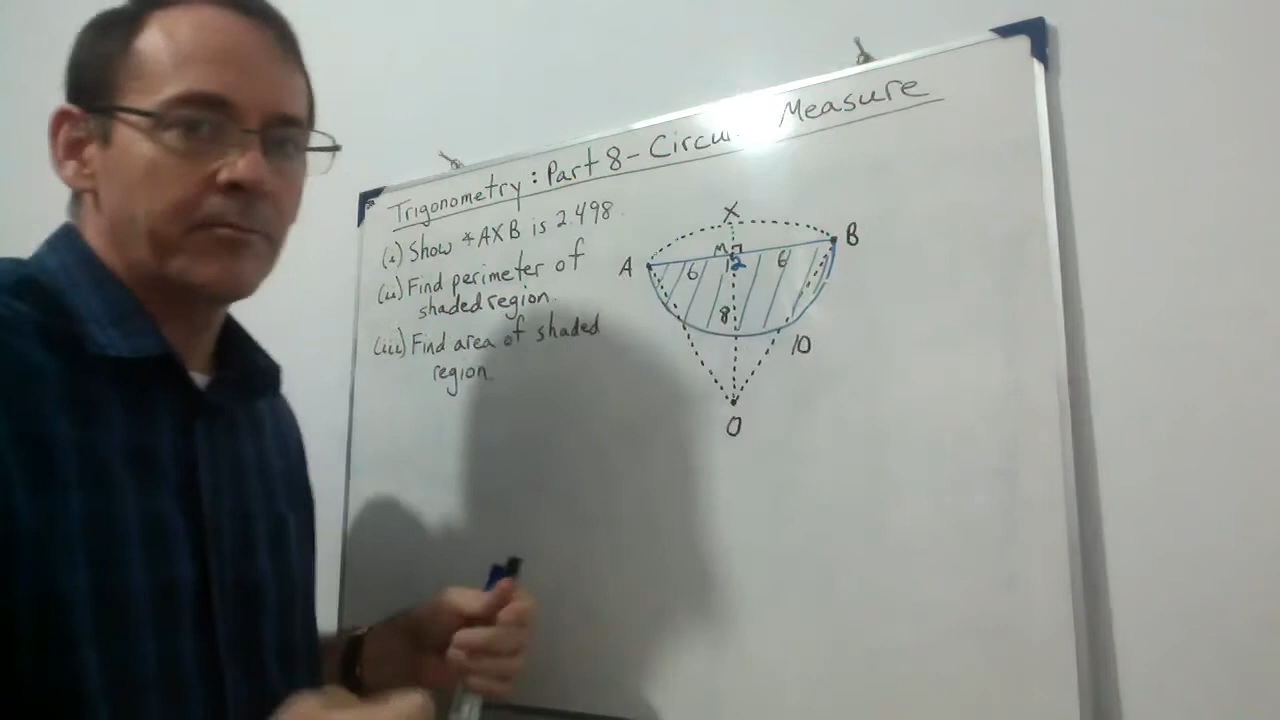 Trigonometry: Part 8 - Measure
(i) Show ∢AXB is 2.498.
(ii) Find perimeter of
shaded region.
(iii) Find area of shaded
region.
X
M
A
B
6
12
6
8
10
O